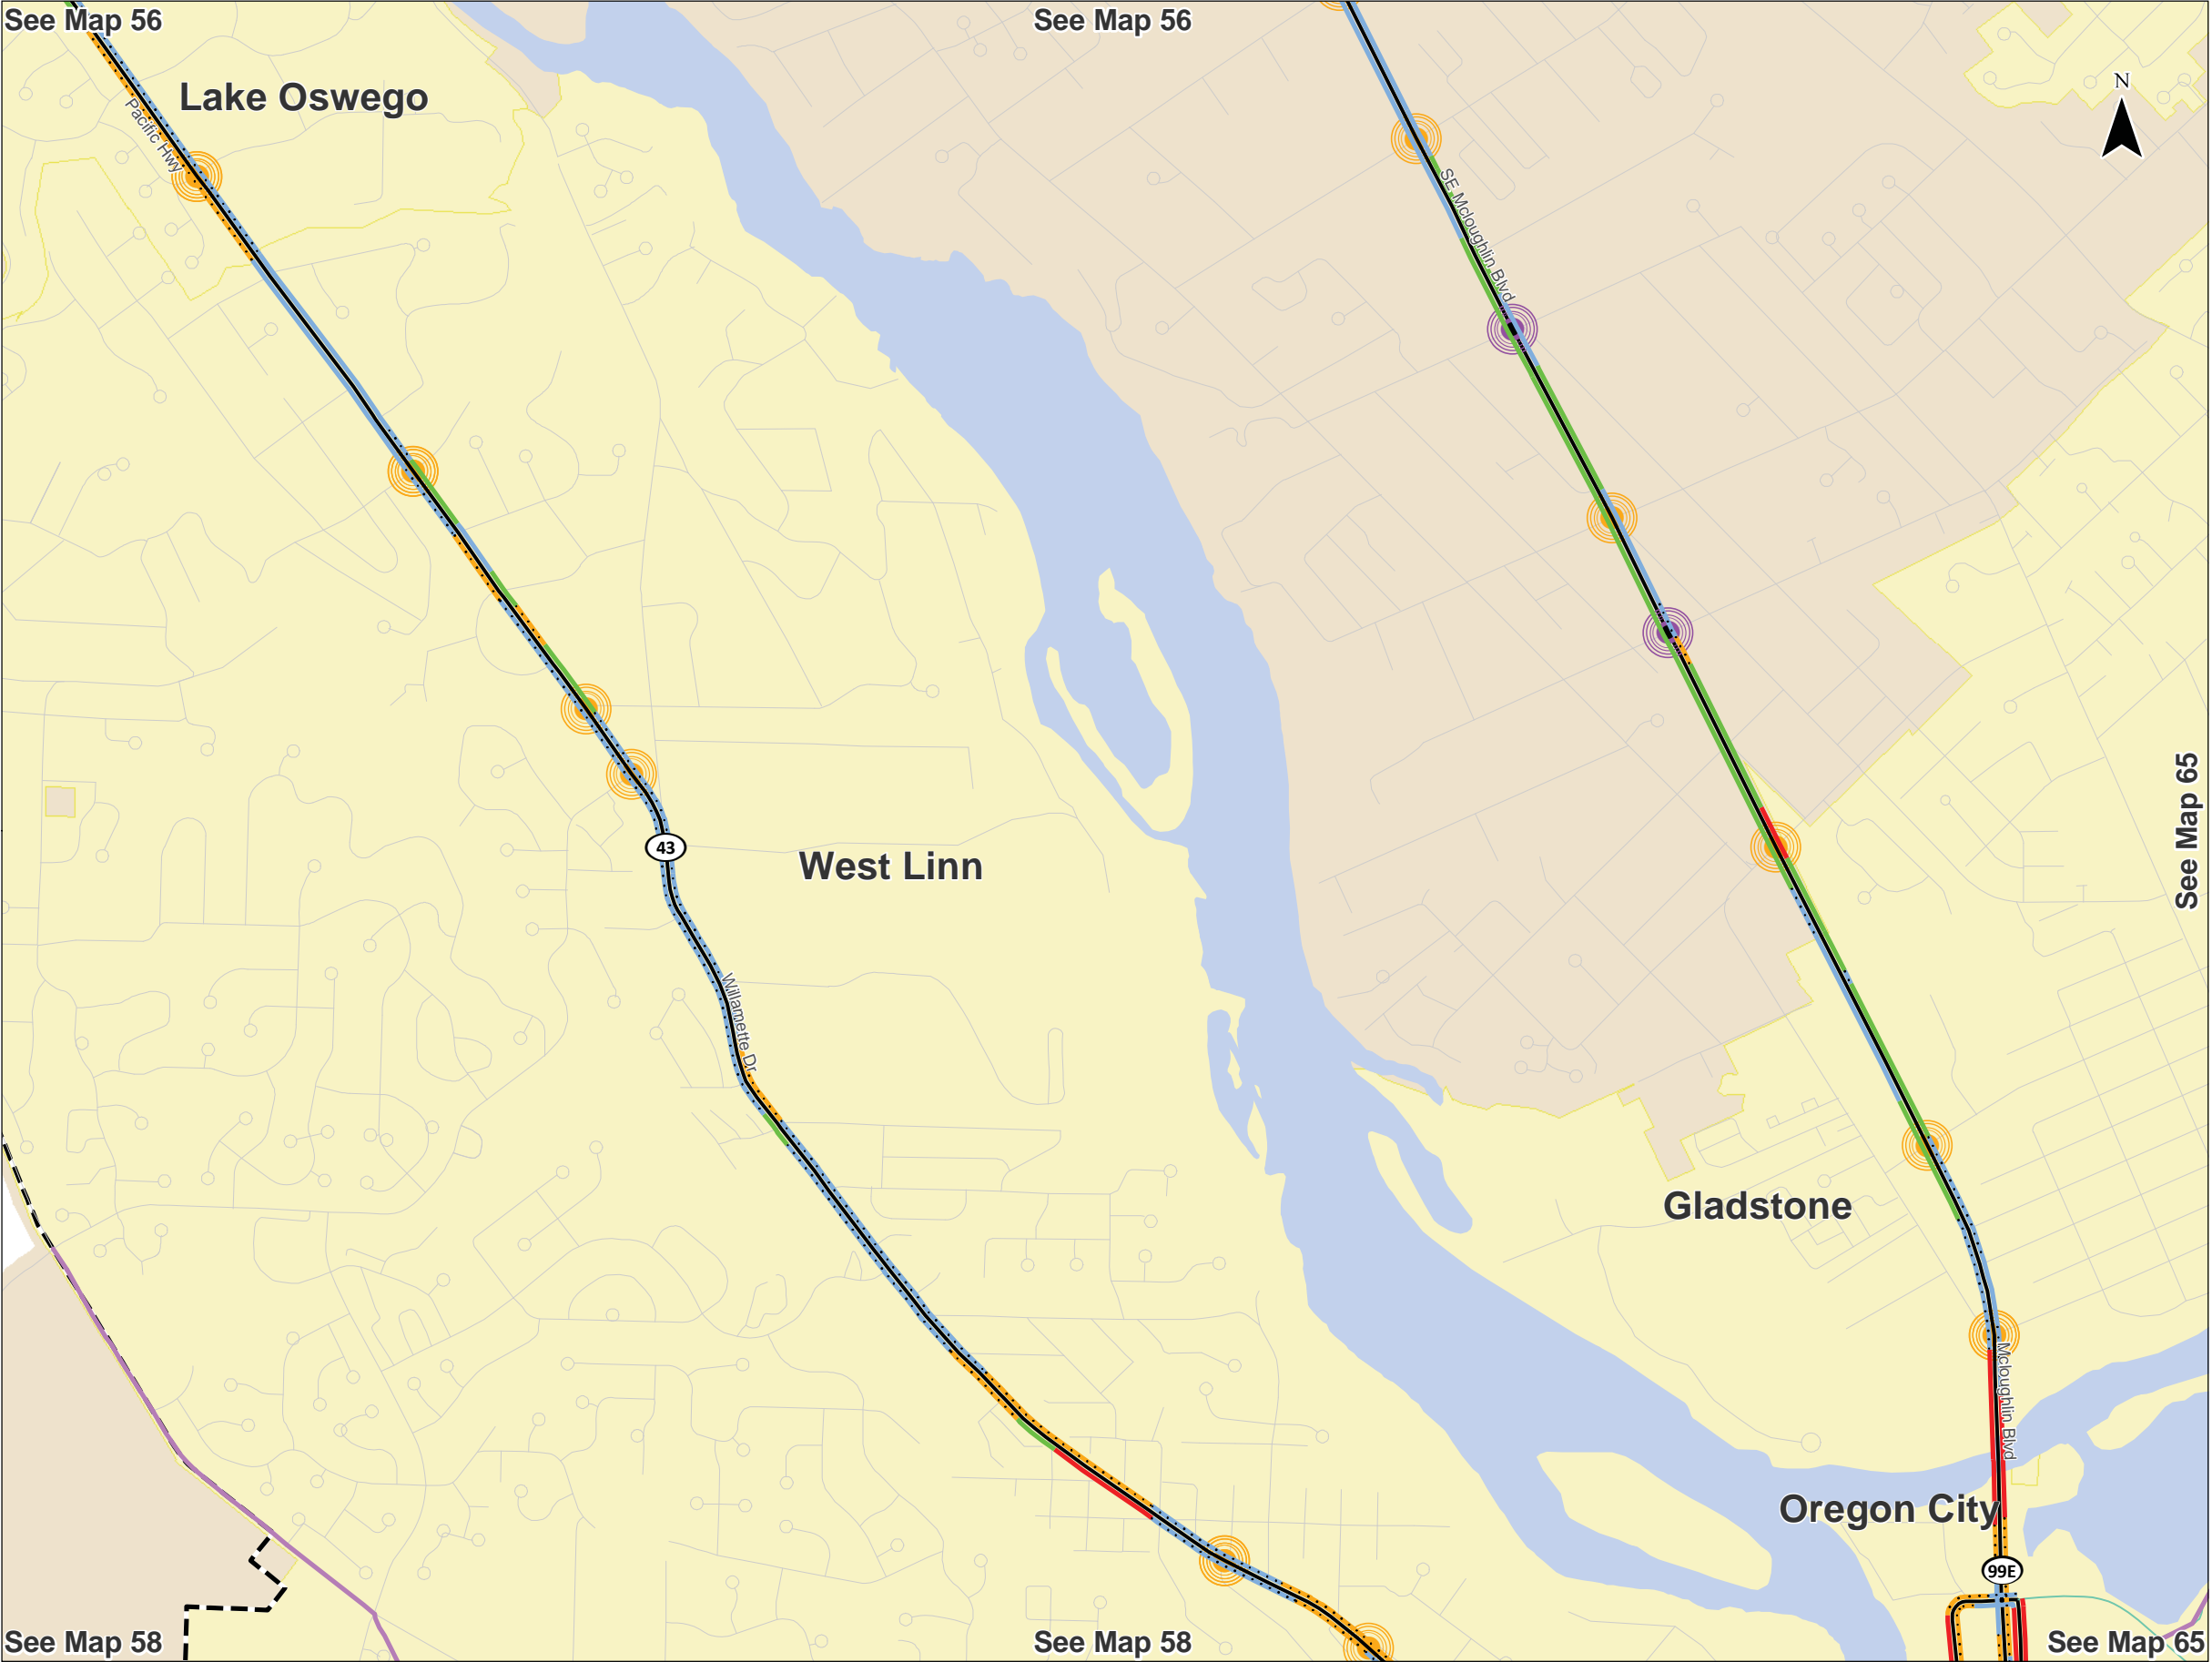 See Map 56
See Map 56
Lake Oswego
N
Pacific Hwy
SE Mcloughlin Blvd
See Map 65
43
West Linn
Willamette Dr
Gladstone
Mcloughlin Blvd
Oregon City
99E
See Map 58
See Map 58
See Map 65